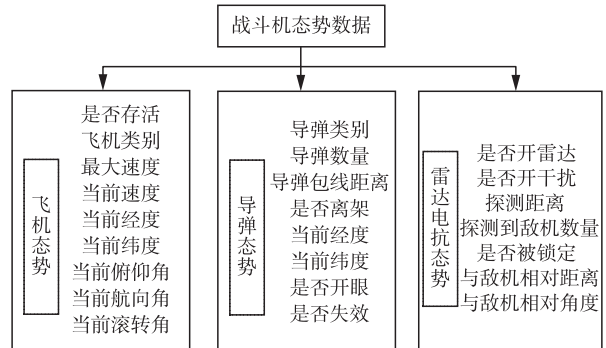 战斗机态势数据
飞机态势
是否存活
飞机类别
最大速度
当前速度
当前经度
当前纬度
当前俯仰角
当前航向角
当前滚转角
导弹态势
导弹类别
导弹数量
导弹包线距离
是否离架
当前经度
当前纬度
是否开眼
是否失效
雷达电抗态势
是否开雷达
是否开干扰
探测距离
探测到敌机数量
是否被锁定
与敌机相对距离
与敌机相对角度